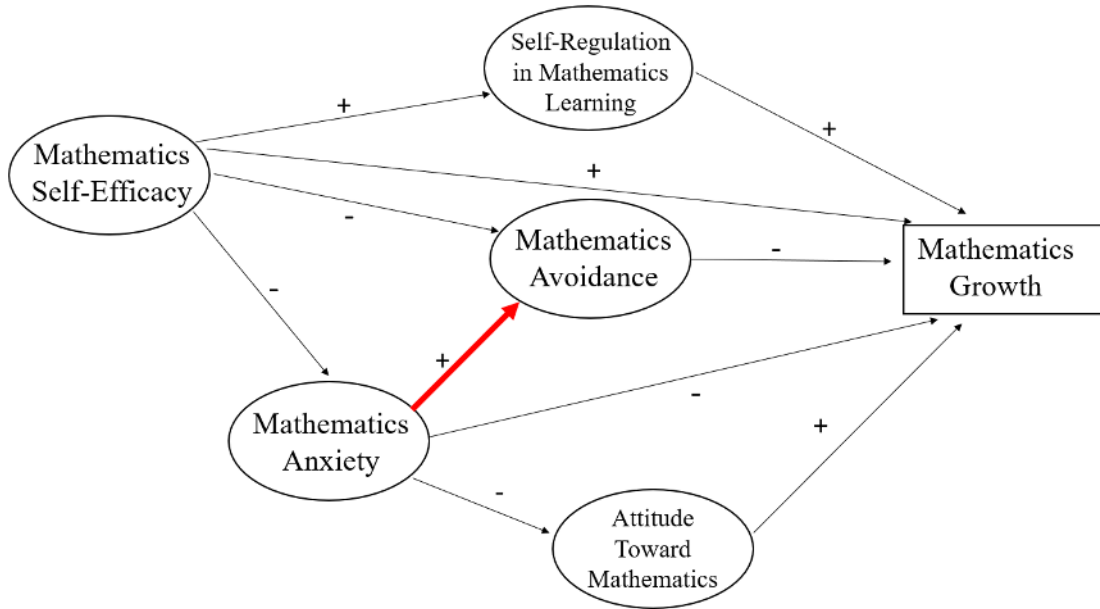 Self-Regulation
in Mathematics
Learning
+
+
Mathematics
Self-Efficacy
+
-
Mathematics
Avoidance
-
Mathematics
Growth
-
+
Mathematics
Anxiety
-
+
-
Attitude
Toward
Mathematics